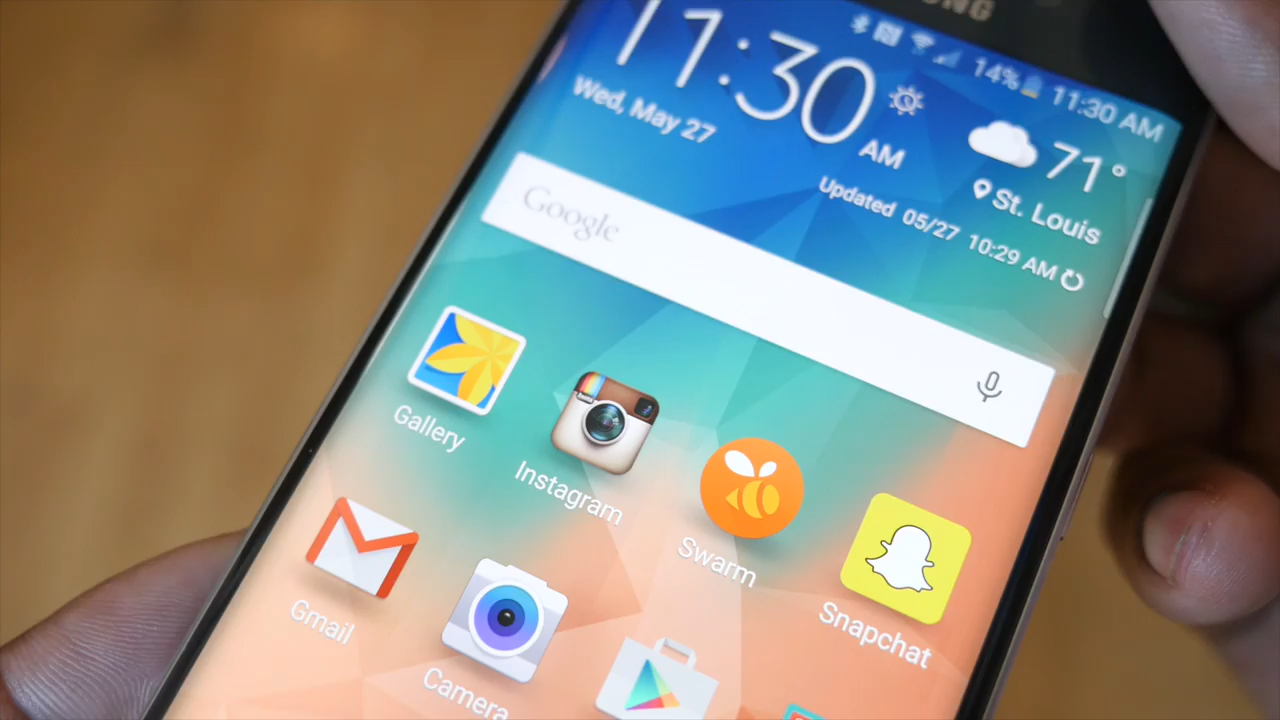 SAMSUNG
14% 11:30 AM
11:30 AM
Wed, May 27
71°
St. Louis
Updated 05/27 10:29 AM
Google
Gallery
Instagram
Swarm
Snapchat
Gmail
Camera